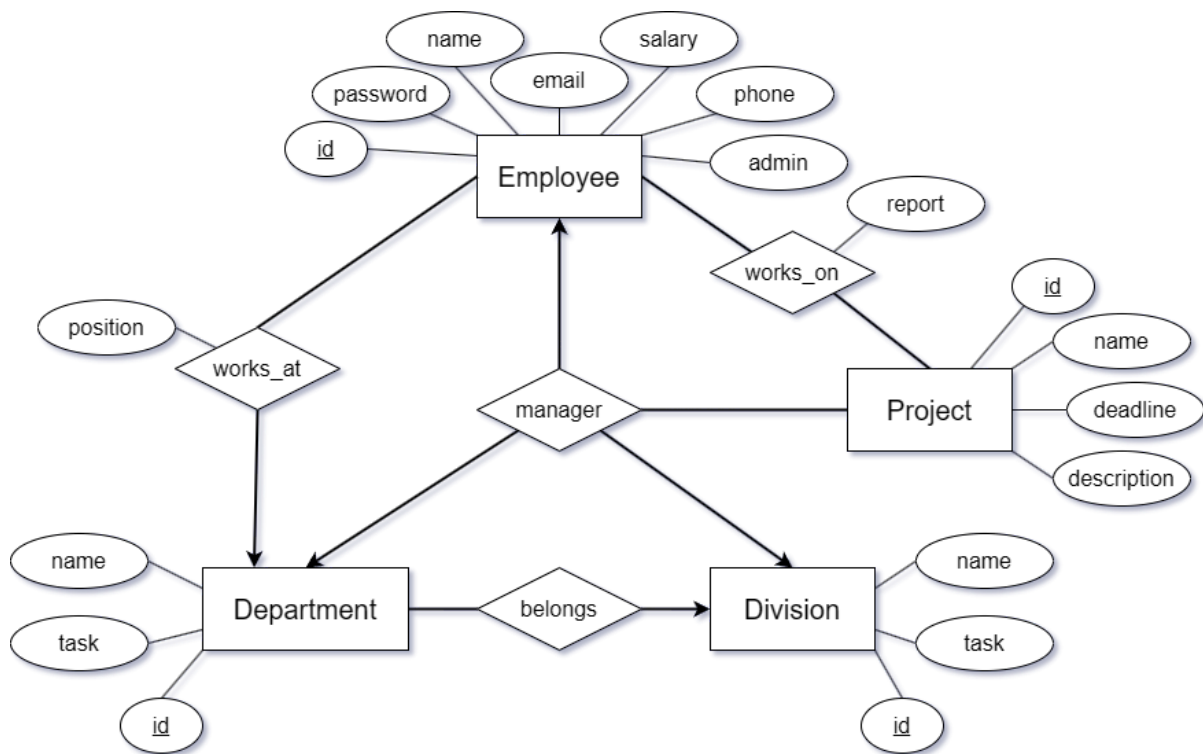 name
salary
email
password
phone
id
Employee
admin
report
works_on
id
position
name
works_at
manager
Project
deadline
description
name
name
Department
belongs
Division
task
task
id
id